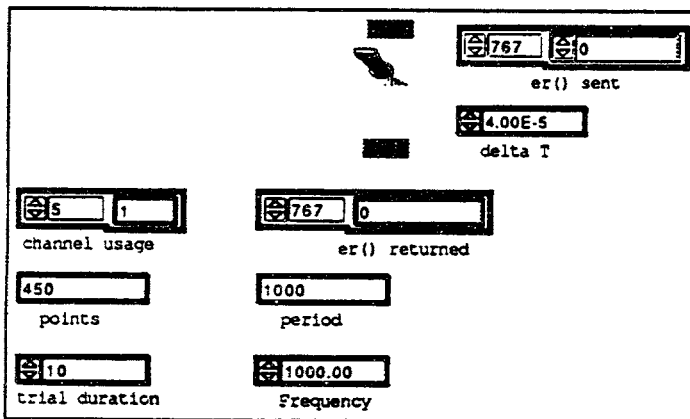 767 0
er() sent
4.00E-5
delta T
5 1 767 0
channel usage er() returned
450 1000
points period
10 1000.00
trial duration Frequency